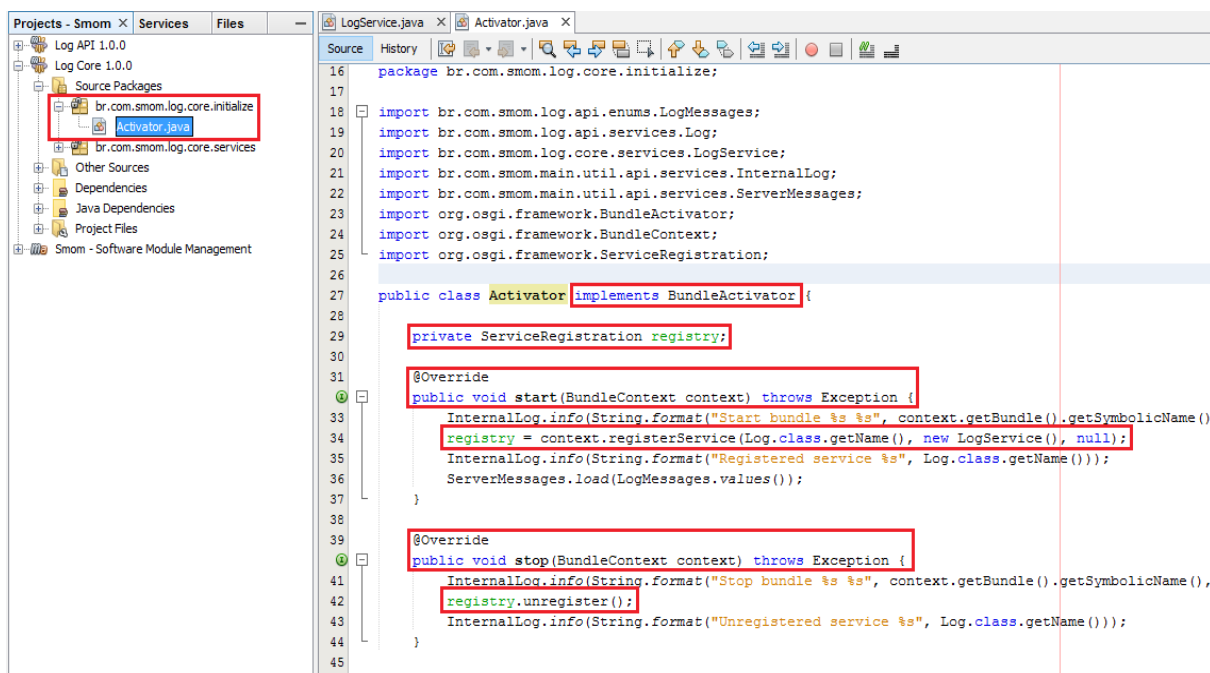 Projects - Smom × Services Files –
Log API 1.0.0
Log Core 1.0.0
Source Packages
br.com.smom.log.core.initialize
Activator.java
br.com.smom.log.core.services
Other Sources
Dependencies
Java Dependencies
Project Files
Smom - Software Module Management
LogService.java × Activator.java ×
Source History
16 package br.com.smom.log.core.initialize;
17
18 import br.com.smom.log.api.enums.LogMessages;
19 import br.com.smom.log.api.services.Log;
20 import br.com.smom.log.core.services.LogService;
21 import br.com.smom.main.util.api.services.InternalLog;
22 import br.com.smom.main.util.api.services.ServerMessages;
23 import org.osgi.framework.BundleActivator;
24 import org.osgi.framework.BundleContext;
25 import org.osgi.framework.ServiceRegistration;
26
27 public class Activator implements BundleActivator {
28
29 private ServiceRegistration registry;
30
31 @Override
public void start(BundleContext context) throws Exception {
33 InternalLog.info(String.format("Start bundle %s %s", context.getBundle().getSymbolicName()
34 registry = context.registerService(Log.class.getName(), new LogService(), null);
35 InternalLog.info(String.format("Registered service %s", Log.class.getName()));
36 ServerMessages.load(LogMessages.values());
37 }
38
39 @Override
public void stop(BundleContext context) throws Exception {
41 InternalLog.info(String.format("Stop bundle %s %s", context.getBundle().getSymbolicName(),
42 registry.unregister();
43 InternalLog.info(String.format("Unregistered service %s", Log.class.getName()));
44 }
45